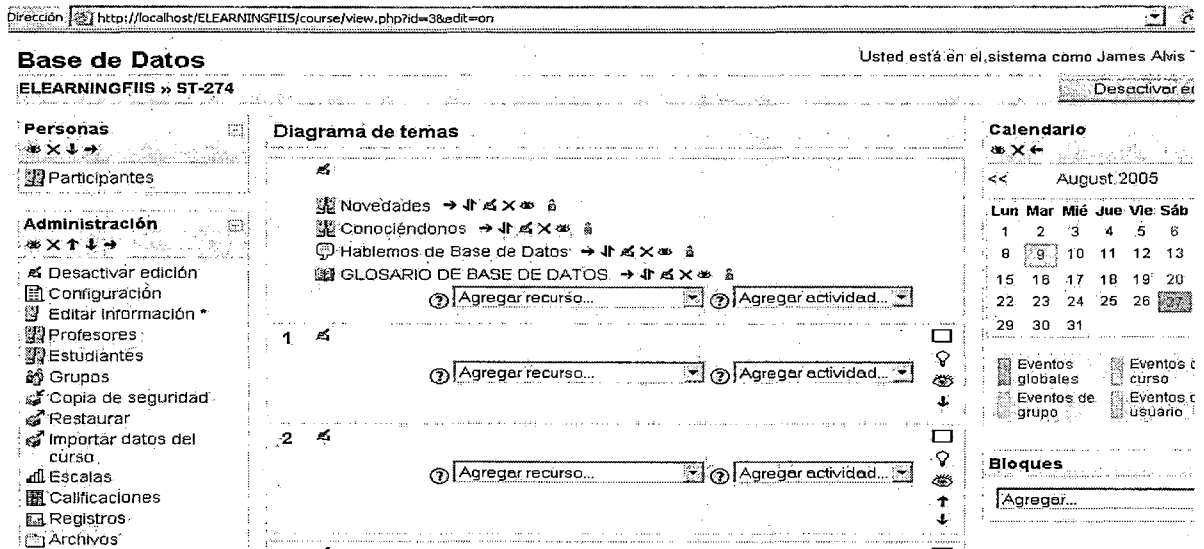 Dirección http://localhost/ELEARNINGFIIS/course/view.php?id=3&edit=on
Base de Datos
Usted está en el sistema como James Alvis
ELEARNINGFIIS » ST-274
Desactivar
Personas
Participantes
Administración
Desactivar edición
Configuración
Editar información *
Profesores
Estudiantes
Grupos
Copia de seguridad
Restaurar
Importar datos del
curso
Escalas
Calificaciones
Registros
Archivos
Diagrama de temas
Novedades
Conociéndonos
Hablemos de Base de Datos
GLOSARIO DE BASE DE DATOS
Agregar recurso... Agregar actividad...
1
Agregar recurso... Agregar actividad...
2
Agregar recurso... Agregar actividad...
Calendario
<< August 2005
Lun Mar Mié Jue Vie Sáb
1 2 3 4 5 6
8 9 10 11 12 13
15 16 17 18 19 20
22 23 24 25 26 27
29 30 31
Eventos globales
Eventos curso
Eventos de grupo
Eventos usuario
Bloques
Agregar...